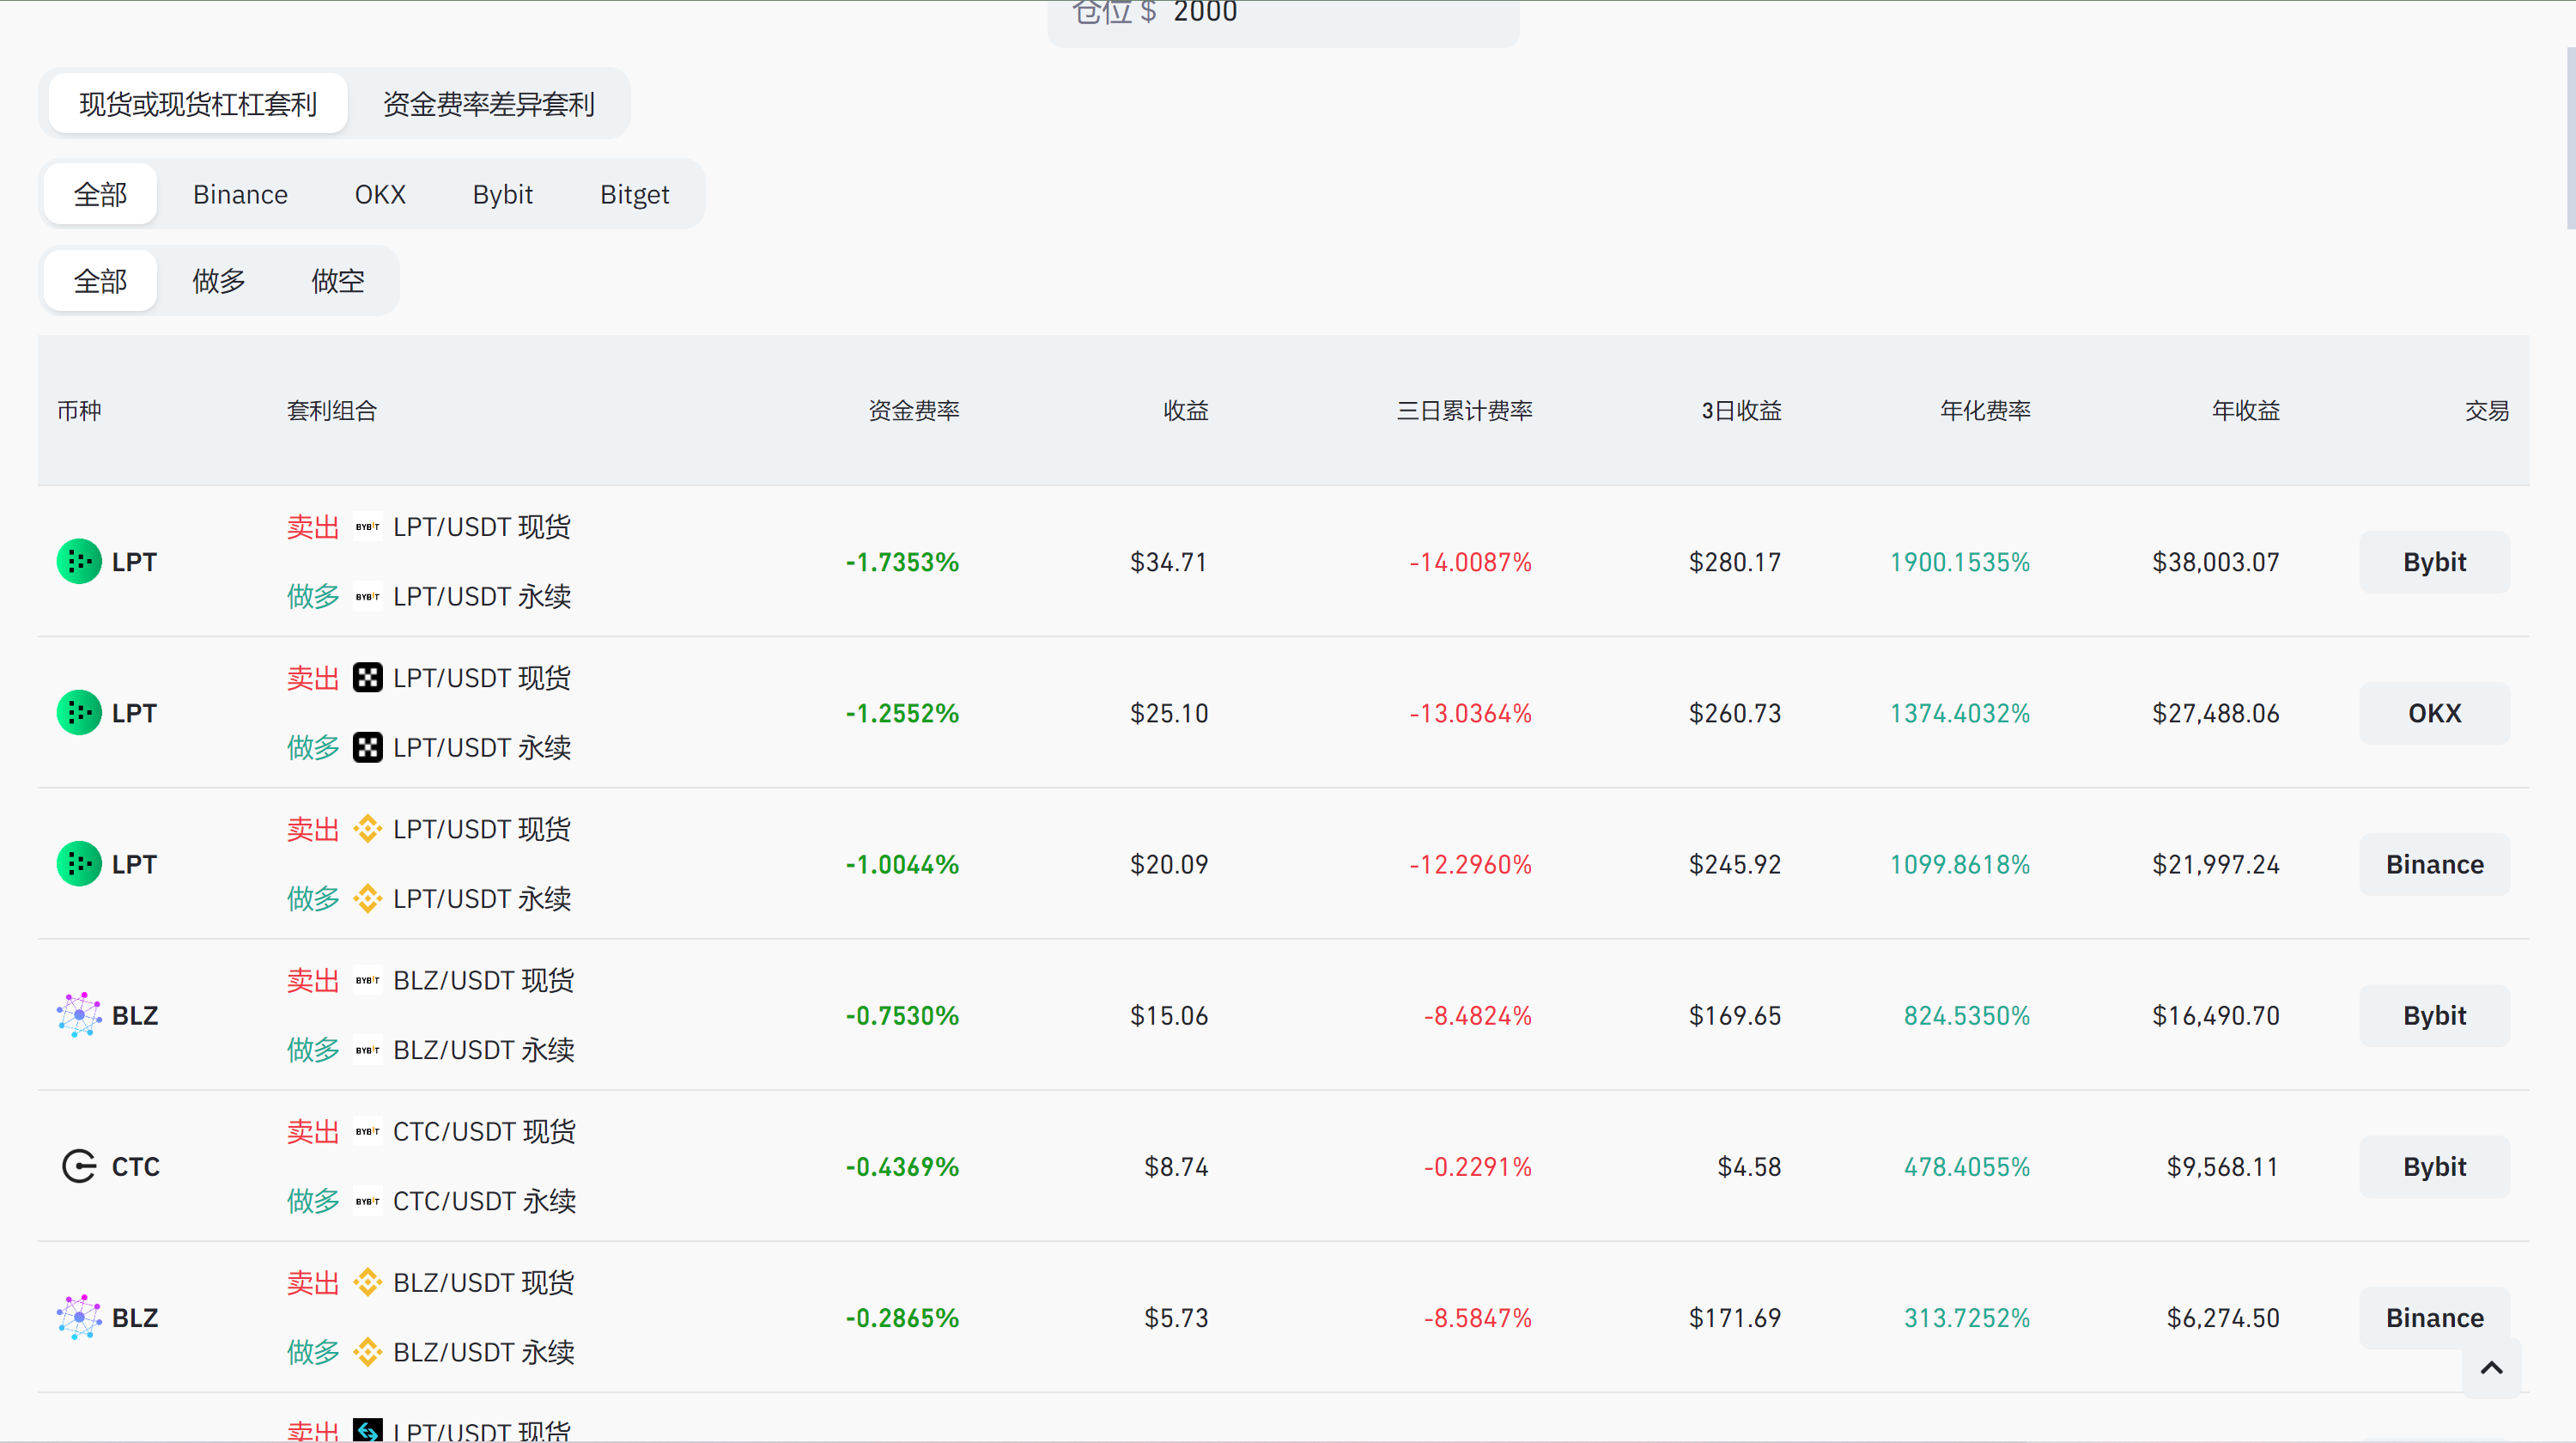 仓位 $ 2000
现货或现货杠杠套利 资金费率差异套利
全部 Binance OKX Bybit Bitget
全部 做多 做空
币种 套利组合 资金费率 收益 三日累计费率 3日收益 年化费率 年收益 交易
卖出 BYBIT LPT/USDT 现货
LPT -1.7353% $34.71 -14.0087% $280.17 1900.1535% $38,003.07 Bybit
做多 BYBIT LPT/USDT 永续
卖出 LPT/USDT 现货
LPT -1.2552% $25.10 -13.0364% $260.73 1374.4032% $27,488.06 OKX
做多 LPT/USDT 永续
卖出 LPT/USDT 现货
LPT -1.0044% $20.09 -12.2960% $245.92 1099.8618% $21,997.24 Binance
做多 LPT/USDT 永续
卖出 BYBIT BLZ/USDT 现货
BLZ -0.7530% $15.06 -8.4824% $169.65 824.5350% $16,490.70 Bybit
做多 BYBIT BLZ/USDT 永续
卖出 BYBIT CTC/USDT 现货
CTC -0.4369% $8.74 -0.2291% $4.58 478.4055% $9,568.11 Bybit
做多 BYBIT CTC/USDT 永续
卖出 BLZ/USDT 现货
BLZ -0.2865% $5.73 -8.5847% $171.69 313.7252% $6,274.50 Binance
做多 BLZ/USDT 永续
卖出 LPT/USDT 现货